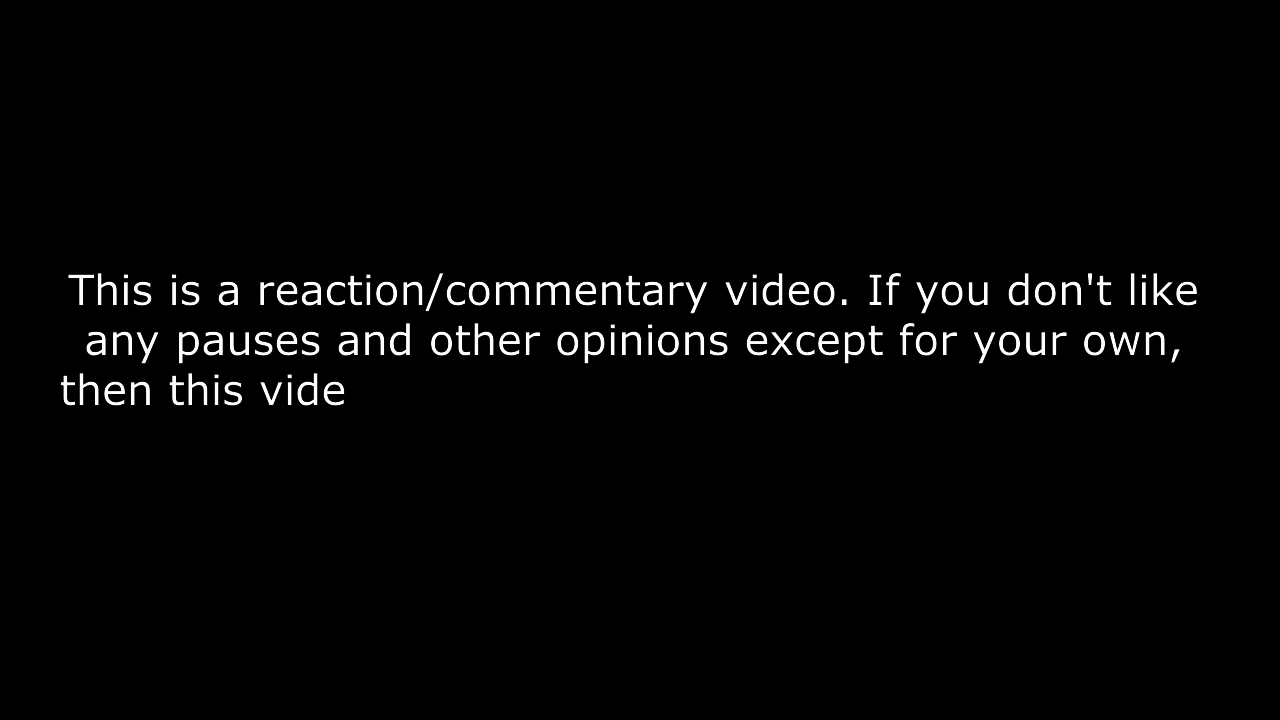 This is a reaction/commentary video. If you don't like
any pauses and other opinions except for your own,
then this vide